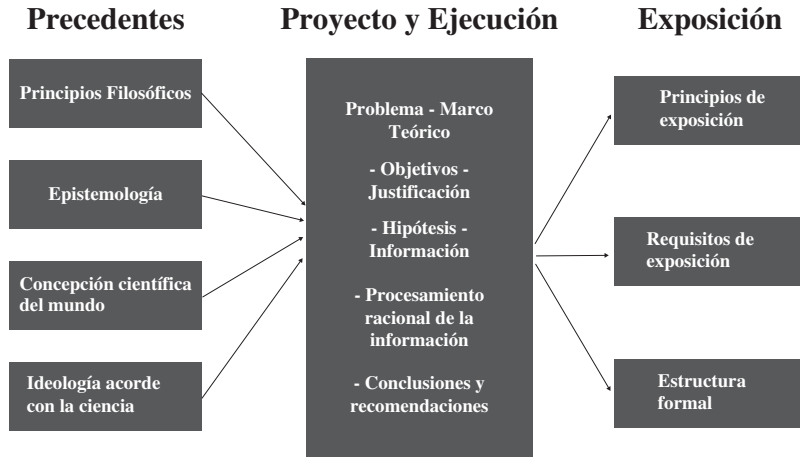 Precedentes
Proyecto y Ejecución
Exposición
Principios Filosóficos
Epistemología
Concepción científica
del mundo
Ideología acorde
con la ciencia
Problema - Marco
Teórico
- Objetivos -
Justificación
- Hipótesis -
Información
- Procesamiento
racional de la
información
- Conclusiones y
recomendaciones
Principios de
exposición
Requisitos de
exposición
Estructura
formal